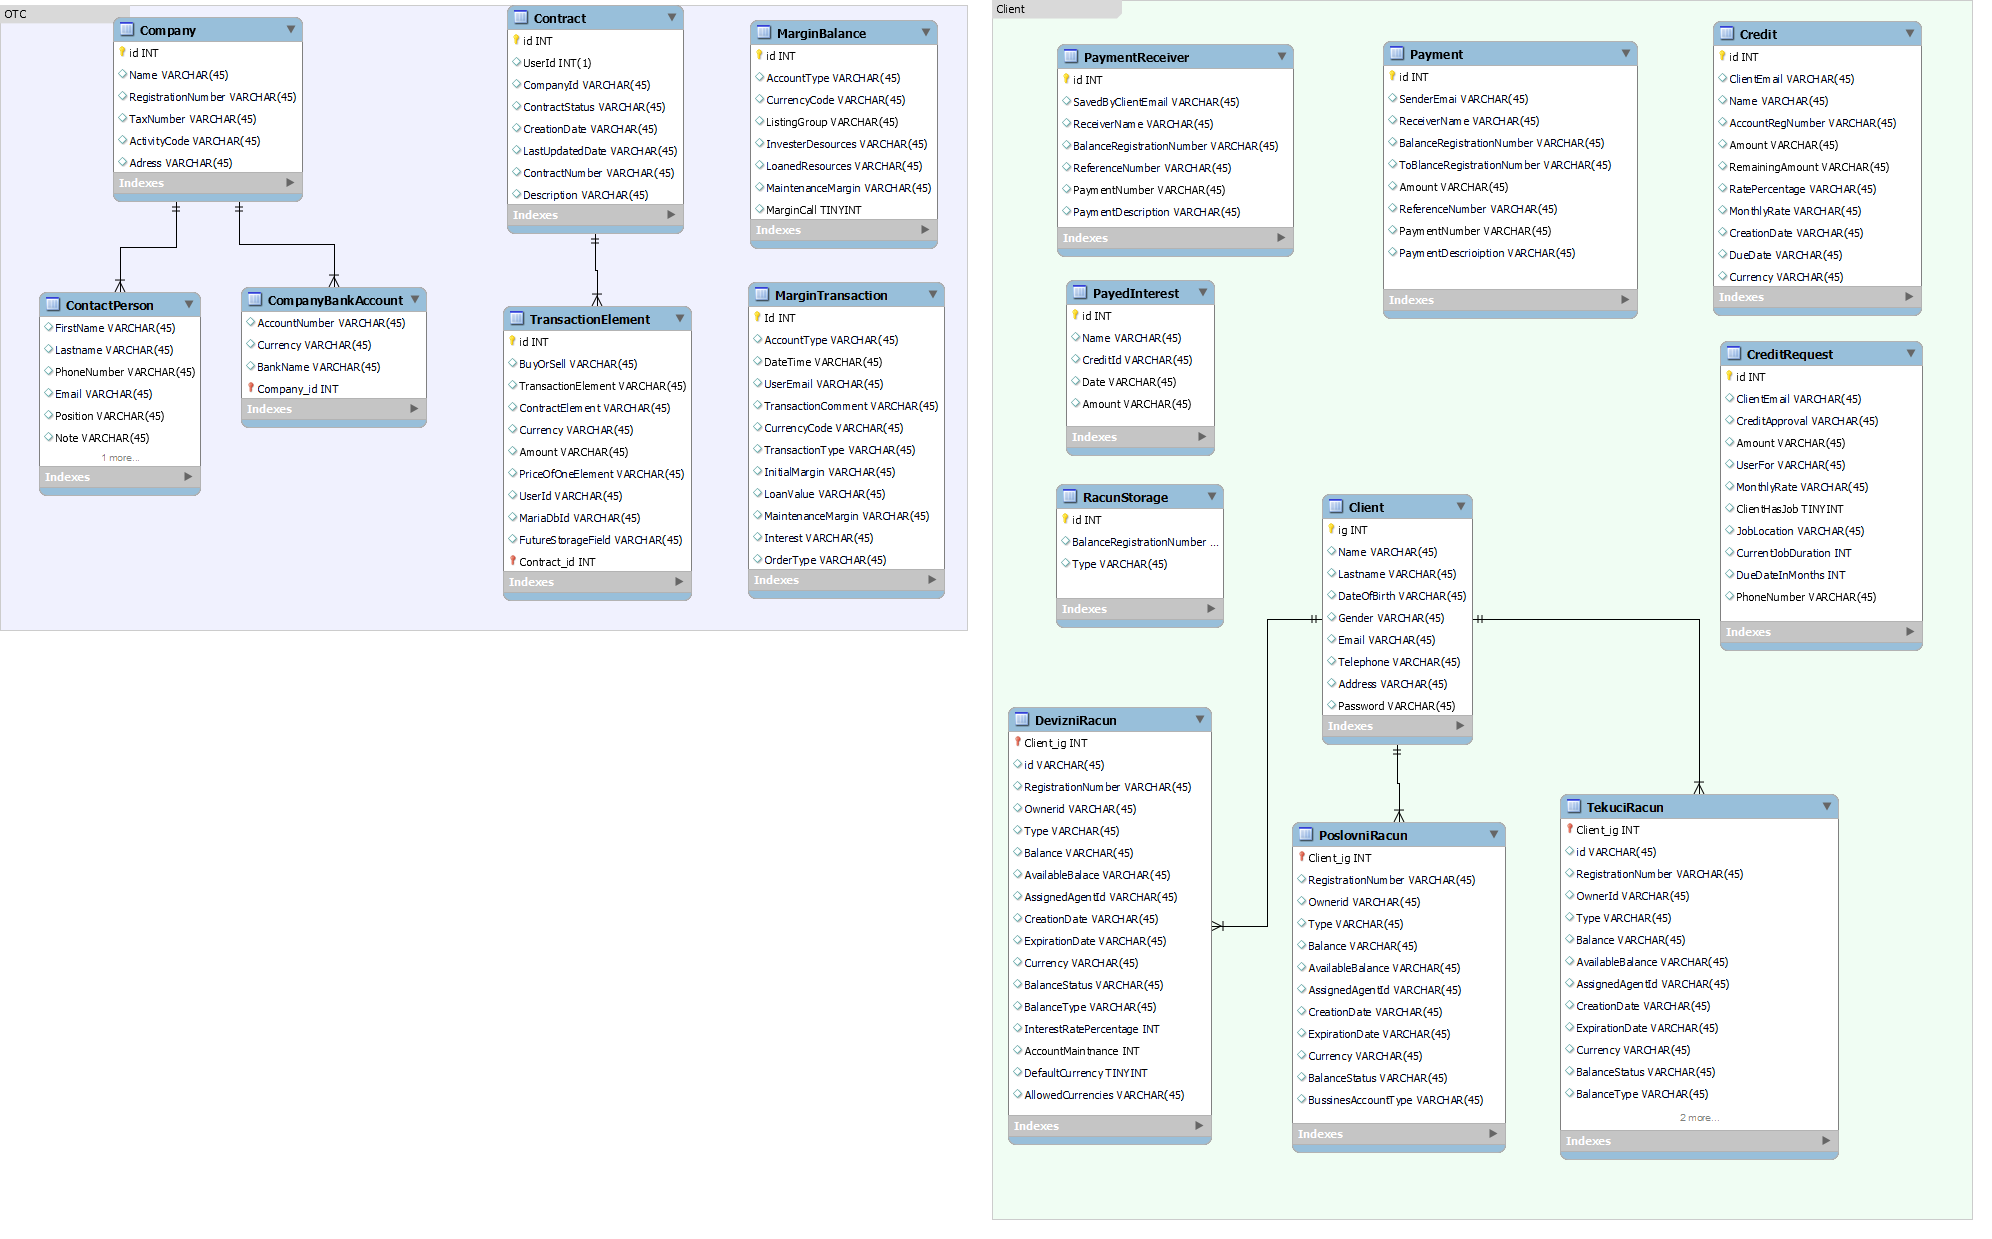 OTC
Company
id INT
Name VARCHAR(45)
RegistrationNumber VARCHAR(45)
TaxNumber VARCHAR(45)
ActivityCode VARCHAR(45)
Adress VARCHAR(45)
Indexes
ContactPerson
FirstName VARCHAR(45)
Lastname VARCHAR(45)
PhoneNumber VARCHAR(45)
Email VARCHAR(45)
Position VARCHAR(45)
Note VARCHAR(45)
1 more...
Indexes
CompanyBankAccount
AccountNumber VARCHAR(45)
Currency VARCHAR(45)
BankName VARCHAR(45)
Company_id INT
Indexes
Contract
id INT
UserId INT(1)
CompanyId VARCHAR(45)
ContractStatus VARCHAR(45)
CreationDate VARCHAR(45)
LastUpdatedDate VARCHAR(45)
ContractNumber VARCHAR(45)
Description VARCHAR(45)
Indexes
TransactionElement
id INT
BuyOrSell VARCHAR(45)
TransactionElement VARCHAR(45)
ContractElement VARCHAR(45)
Currency VARCHAR(45)
Amount VARCHAR(45)
PriceOfOneElement VARCHAR(45)
UserId VARCHAR(45)
MariaDbId VARCHAR(45)
FutureStorageField VARCHAR(45)
Contract_id INT
Indexes
MarginBalance
id INT
AccountType VARCHAR(45)
CurrencyCode VARCHAR(45)
ListingGroup VARCHAR(45)
InvesterDesources VARCHAR(45)
LoanedResources VARCHAR(45)
MaintenanceMargin VARCHAR(45)
MarginCall TINYINT
Indexes
MarginTransaction
Id INT
AccountType VARCHAR(45)
DateTime VARCHAR(45)
UserEmail VARCHAR(45)
TransactionComment VARCHAR(45)
CurrencyCode VARCHAR(45)
TransactionType VARCHAR(45)
InitialMargin VARCHAR(45)
LoanValue VARCHAR(45)
MaintenanceMargin VARCHAR(45)
Interest VARCHAR(45)
OrderType VARCHAR(45)
Indexes
Client
PaymentReceiver
id INT
SavedByClientEmail VARCHAR(45)
ReceiverName VARCHAR(45)
BalanceRegistrationNumber VARCHAR(45)
ReferenceNumber VARCHAR(45)
PaymentNumber VARCHAR(45)
PaymentDescription VARCHAR(45)
Indexes
Payment
id INT
SenderEmai VARCHAR(45)
ReceiverName VARCHAR(45)
BalanceRegistrationNumber VARCHAR(45)
ToBlanceRegistrationNumber VARCHAR(45)
Amount VARCHAR(45)
ReferenceNumber VARCHAR(45)
PaymentNumber VARCHAR(45)
PaymentDescrioiption VARCHAR(45)
Indexes
Credit
id INT
ClientEmail VARCHAR(45)
Name VARCHAR(45)
AccountRegNumber VARCHAR(45)
Amount VARCHAR(45)
RemainingAmount VARCHAR(45)
RatePercentage VARCHAR(45)
MonthlyRate VARCHAR(45)
CreationDate VARCHAR(45)
DueDate VARCHAR(45)
Currency VARCHAR(45)
Indexes
PayedInterest
id INT
Name VARCHAR(45)
CreditId VARCHAR(45)
Date VARCHAR(45)
Amount VARCHAR(45)
Indexes
CreditRequest
id INT
ClientEmail VARCHAR(45)
CreditApproval VARCHAR(45)
Amount VARCHAR(45)
UserFor VARCHAR(45)
MonthlyRate VARCHAR(45)
ClientHasJob TINYINT
JobLocation VARCHAR(45)
CurrentJobDuration INT
DueDateInMonths INT
PhoneNumber VARCHAR(45)
Indexes
RacunStorage
id INT
BalanceRegistrationNumber ...
Type VARCHAR(45)
Indexes
Client
ig INT
Name VARCHAR(45)
Lastname VARCHAR(45)
DateOfBirth VARCHAR(45)
Gender VARCHAR(45)
Email VARCHAR(45)
Telephone VARCHAR(45)
Address VARCHAR(45)
Password VARCHAR(45)
Indexes
DevizniRacun
Client_ig INT
id VARCHAR(45)
RegistrationNumber VARCHAR(45)
Ownerid VARCHAR(45)
Type VARCHAR(45)
Balance VARCHAR(45)
AvailableBalace VARCHAR(45)
AssignedAgentId VARCHAR(45)
CreationDate VARCHAR(45)
ExpirationDate VARCHAR(45)
Currency VARCHAR(45)
BalanceStatus VARCHAR(45)
BalanceType VARCHAR(45)
InterestRatePercentage INT
AccountMaintnance INT
DefaultCurrency TINYINT
AllowedCurrencies VARCHAR(45)
Indexes
PoslovniRacun
Client_ig INT
RegistrationNumber VARCHAR(45)
Ownerid VARCHAR(45)
Type VARCHAR(45)
Balance VARCHAR(45)
AvailableBalance VARCHAR(45)
AssignedAgentId VARCHAR(45)
CreationDate VARCHAR(45)
ExpirationDate VARCHAR(45)
Currency VARCHAR(45)
BalanceStatus VARCHAR(45)
BussinesAccountType VARCHAR(45)
Indexes
TekuciRacun
Client_ig INT
id VARCHAR(45)
RegistrationNumber VARCHAR(45)
OwnerId VARCHAR(45)
Type VARCHAR(45)
Balance VARCHAR(45)
AvailableBalance VARCHAR(45)
AssignedAgentId VARCHAR(45)
CreationDate VARCHAR(45)
ExpirationDate VARCHAR(45)
Currency VARCHAR(45)
BalanceStatus VARCHAR(45)
BalanceType VARCHAR(45)
2 more...
Indexes